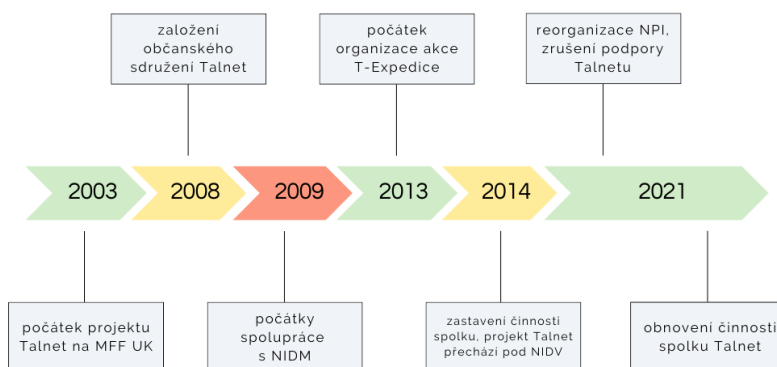 založení
občanského
sdružení Talnet
počátek
organizace akce
T-Expedice
reorganizace NPI,
zrušení podpory
Talnetu
2003
2008
2009
2013
2014
2021
počátek projektu
Talnet na MFF UK
počátky
spolupráce
s NIDM
zastavení činnosti
spolku, projekt Talnet
přechází pod NIDV
obnovení činnosti
spolku Talnet